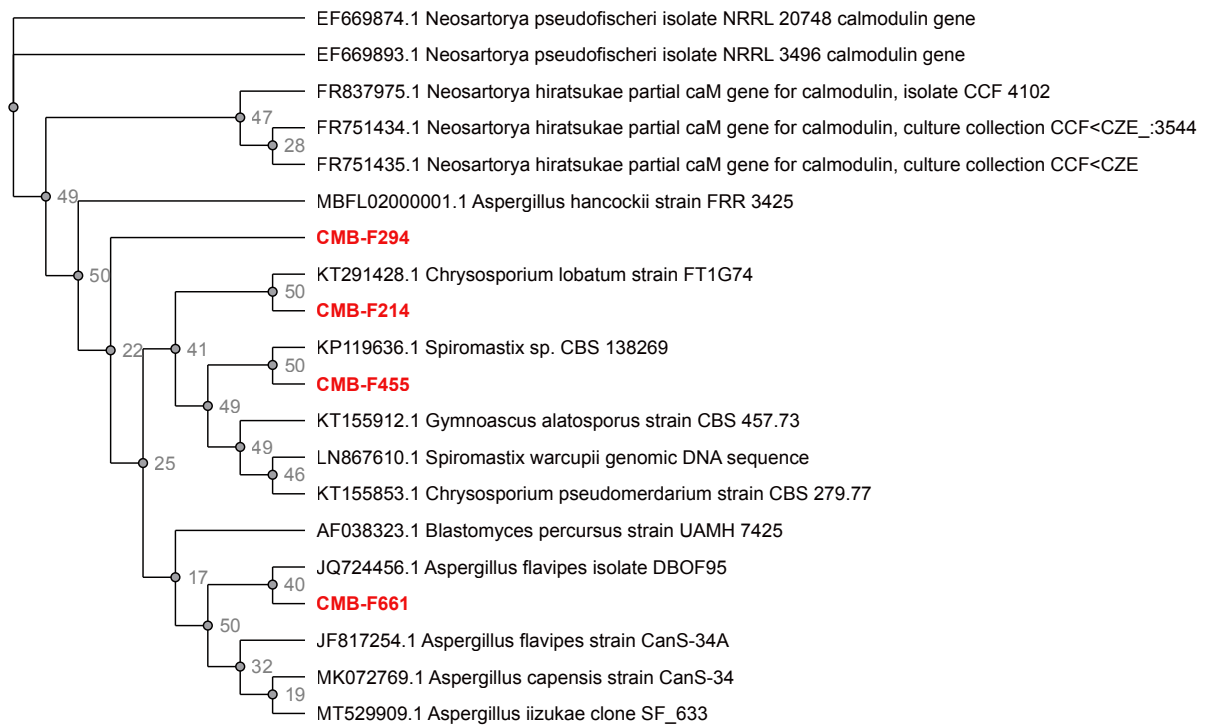 EF669874.1 Neosartorya pseudofischeri isolate NRRL 20748 calmodulin gene
EF669893.1 Neosartorya pseudofischeri isolate NRRL 3496 calmodulin gene
FR837975.1 Neosartorya hiratsukae partial caM gene for calmodulin, isolate CCF 4102
47
FR751434.1 Neosartorya hiratsukae partial caM gene for calmodulin, culture collection CCF<CZE_:3544
28
FR751435.1 Neosartorya hiratsukae partial caM gene for calmodulin, culture collection CCF<CZE
49
MBFL02000001.1 Aspergillus hancockii strain FRR 3425
CMB-F294
50
KT291428.1 Chrysosporium lobatum strain FT1G74
50
CMB-F214
22
41
KP119636.1 Spiromastix sp. CBS 138269
50
CMB-F455
49
KT155912.1 Gymnoascus alatosporus strain CBS 457.73
49
LN867610.1 Spiromastix warcupii genomic DNA sequence
25
46
KT155853.1 Chrysosporium pseudomerdarium strain CBS 279.77
AF038323.1 Blastomyces percursus strain UAMH 7425
JQ724456.1 Aspergillus flavipes isolate DBOF95
17
40
CMB-F661
50
JF817254.1 Aspergillus flavipes strain CanS-34A
32
MK072769.1 Aspergillus capensis strain CanS-34
19
MT529909.1 Aspergillus iizukae clone SF_633